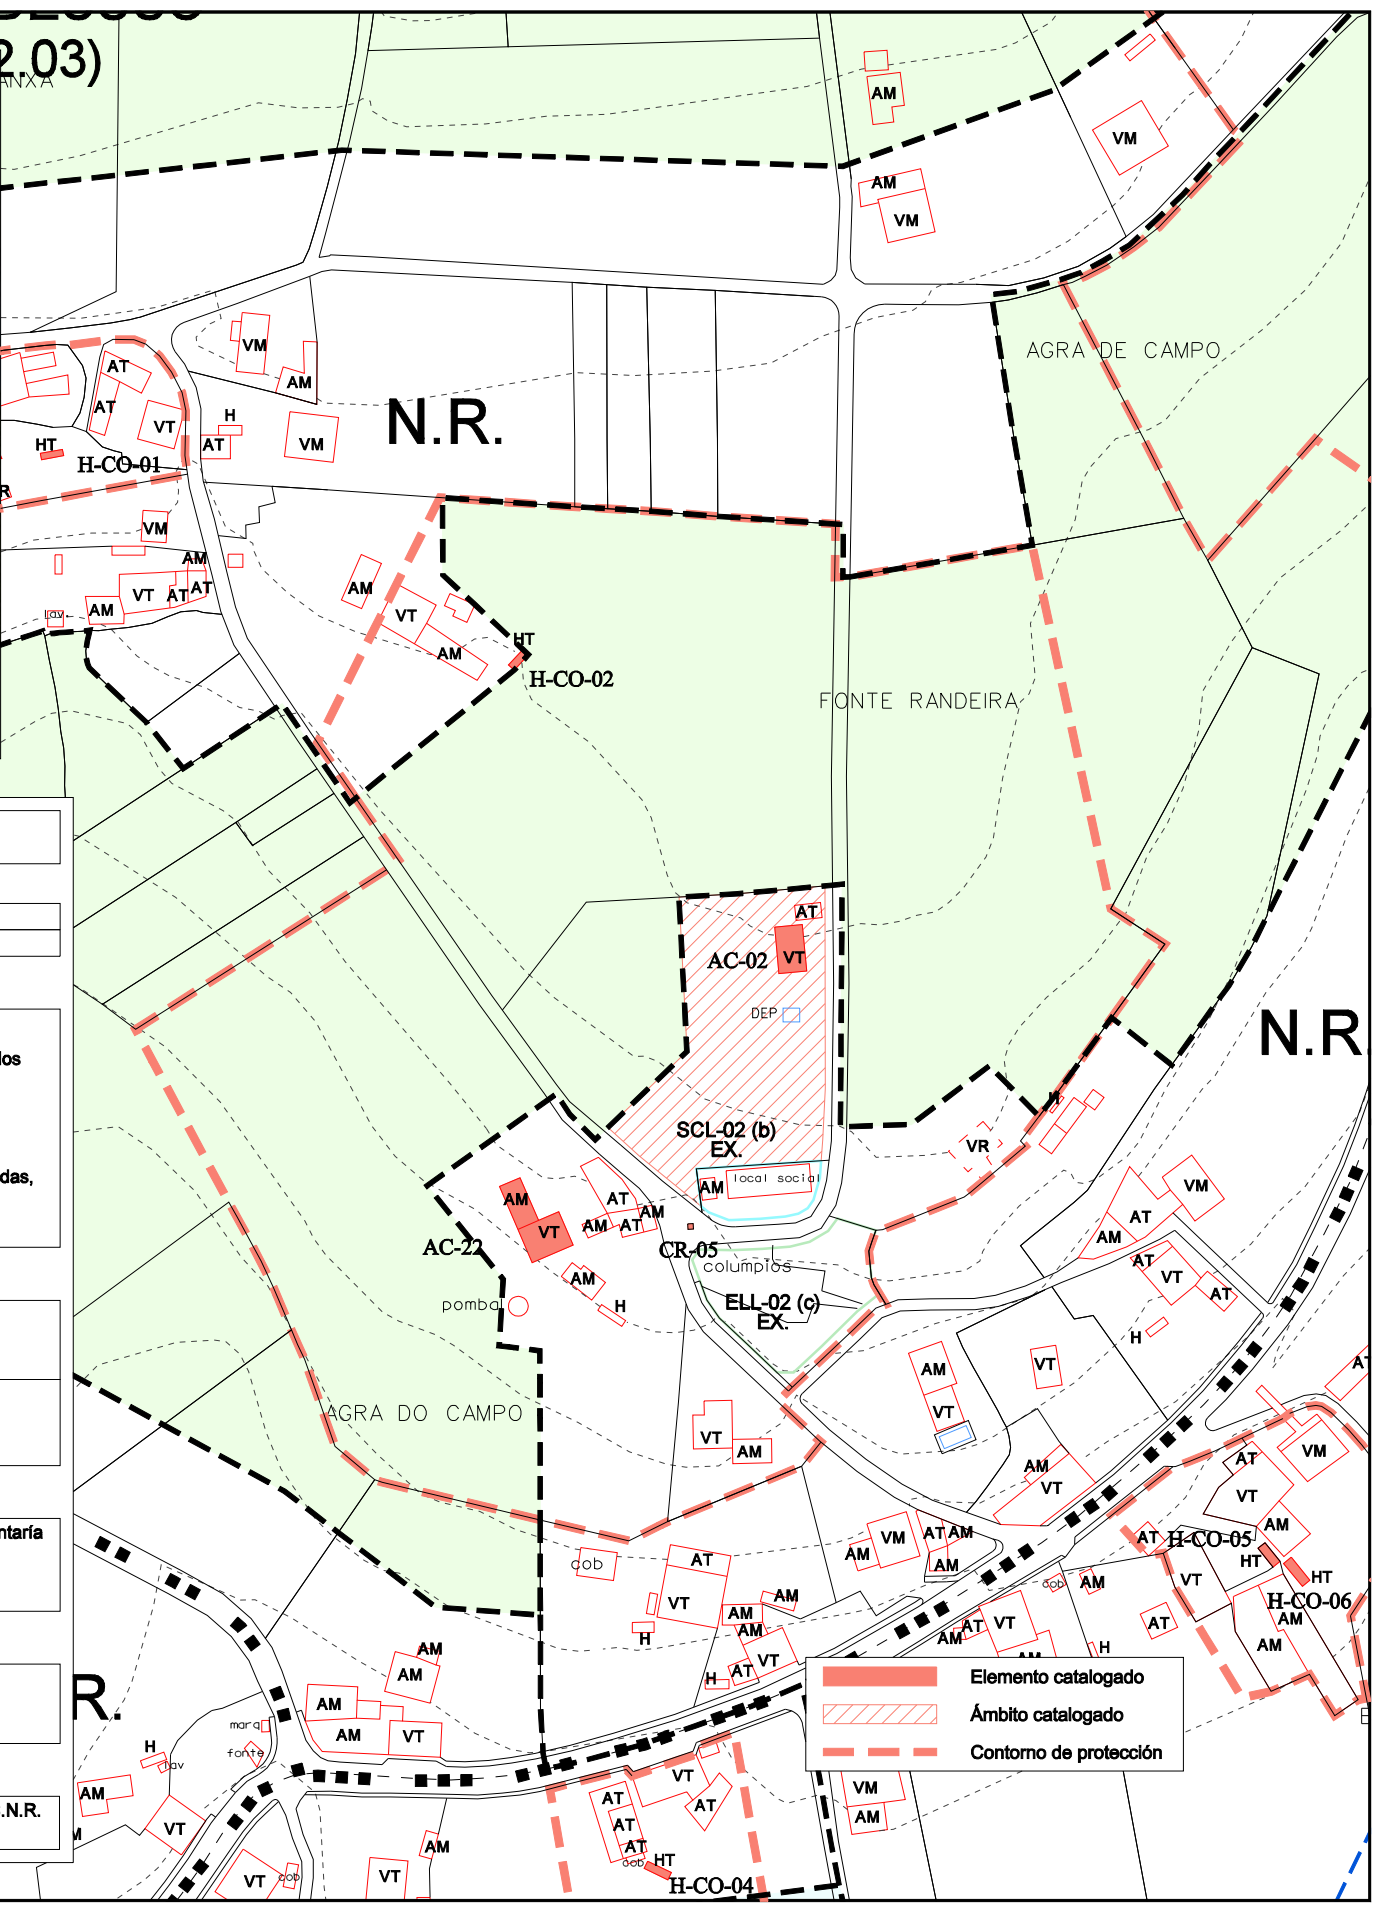 2.03)
ANXA
AM
VM
AM
VM
AGRA DE CAMPO
VM
AT
AM
H
AT
VT
N.R.
AT
VM
HT
H-CO-01
R
VM
AM
AM
VT
AT
AT
VT
AM
Lav.
HT
AM
H-CO-02
FONTE RANDEIRA
AT
AC-02
VT
DEP
N.R.
los
H
SCL-02 (b)
EX.
VR
das,
local social
AM
VM
AM
AT
AM
AT
VT
AM
AT
AM
AC-22
CR-05
columpios
AT
VT
AM
AT
pombal
H
ELL-02 (c)
EX.
H
AT
AM
VT
VT
AGRA DO CAMPO
VT
AM
VM
AT
AM
VT
VT
AM
ntaría
VM
AT
AM
AT
H-CO-05
AM
AM
HT
cob
AT
VT
HT
cob
AM
VT
AM
H-CO-06
AM
VT
AT
AM
AM
AT
AM
H
AM
H
AM
VT
AM
AT
H
Elemento catalogado
R.
AM
Ámbito catalogado
marq
AM
VT
fonte
Contorno de protección
H
lav
VT
AM
VM
AT
AT
.N.R.
AM
VT
AT
M
AM
AT
HT
cob
VT
cob
VT
H-CO-04